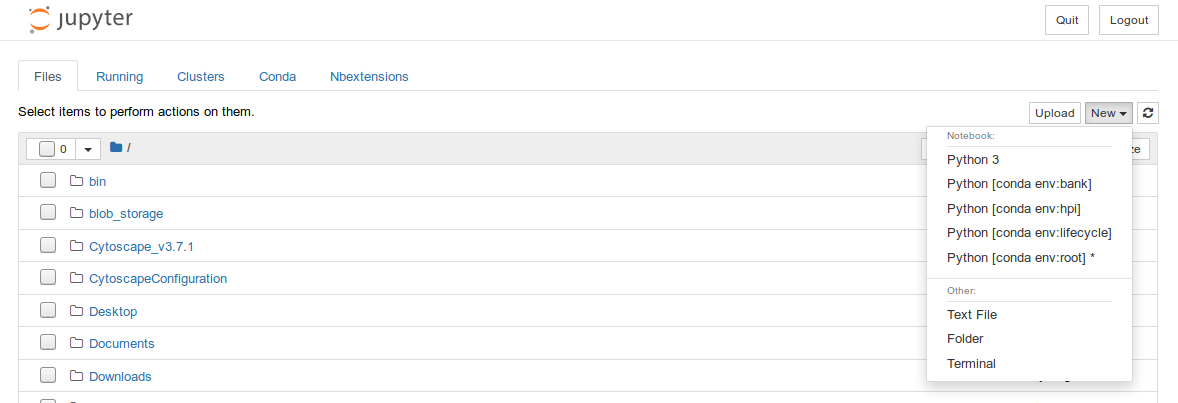 jupyter
Quit Logout
Files Running Clusters Conda Nbextensions
Select items to perform actions on them.
Upload New
0 /
Notebook:
Python 3
Python [conda env:bank]
Python [conda env:hpi]
Python [conda env:lifecycle]
Python [conda env:root] *
Other:
Text File
Folder
Terminal
bin
blob_storage
Cytoscape_v3.7.1
CytoscapeConfiguration
Desktop
Documents
Downloads